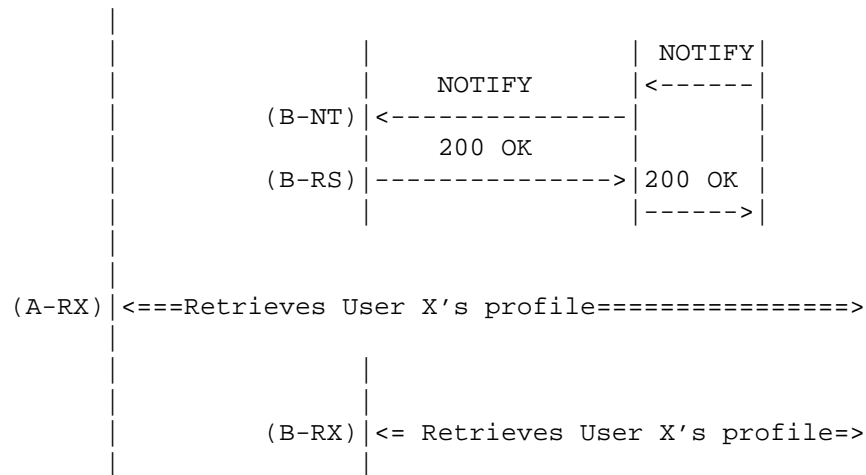 NOTIFY
NOTIFY
(B-NT)
200 OK
(B-RS) 200 OK
(A-RX) <===Retrieves User X's profile================>
(B-RX) <= Retrieves User X's profile=>